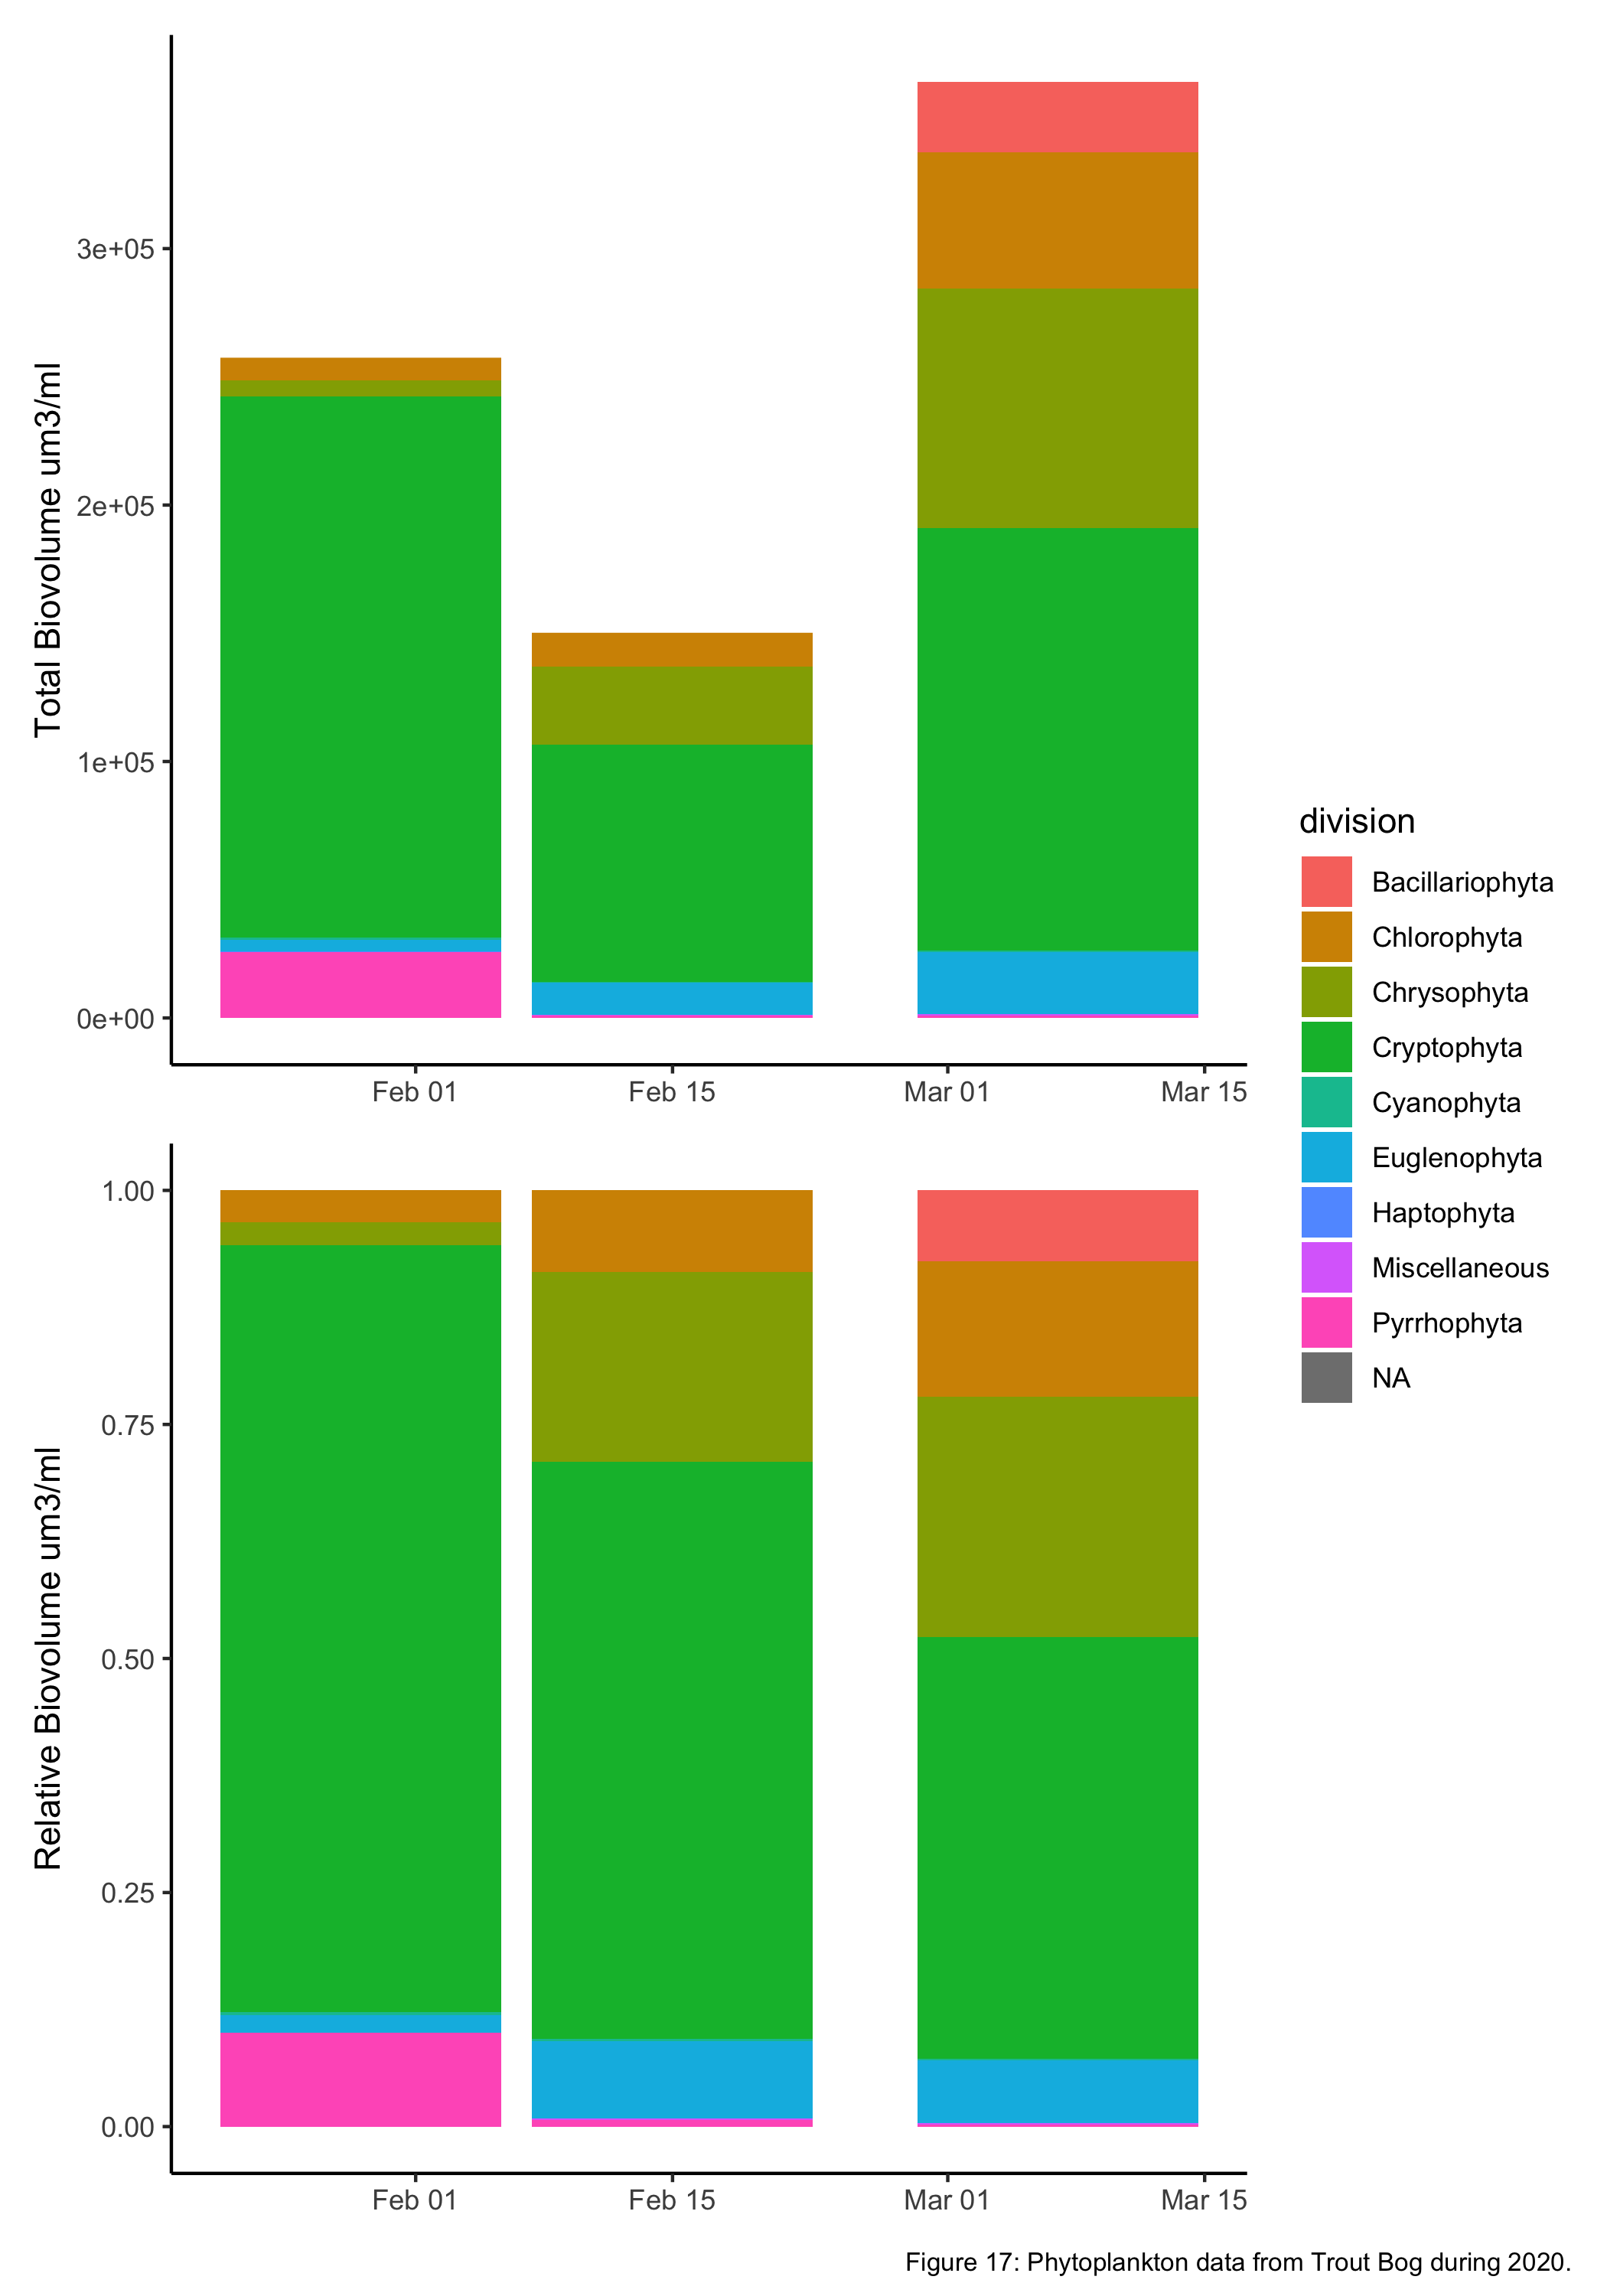 Total Biovolume um3/ml
3e+05
2e+05
1e+05
0e+00
Feb 01
Feb 15
Mar 01
Mar 15
division
Bacillariophyta
Chlorophyta
Chrysophyta
Cryptophyta
Cyanophyta
Euglenophyta
Haptophyta
Miscellaneous
Pyrrhophyta
NA
Relative Biovolume um3/ml
1.00
0.75
0.50
0.25
0.00
Feb 01
Feb 15
Mar 01
Mar 15
Figure 17: Phytoplankton data from Trout Bog during 2020.